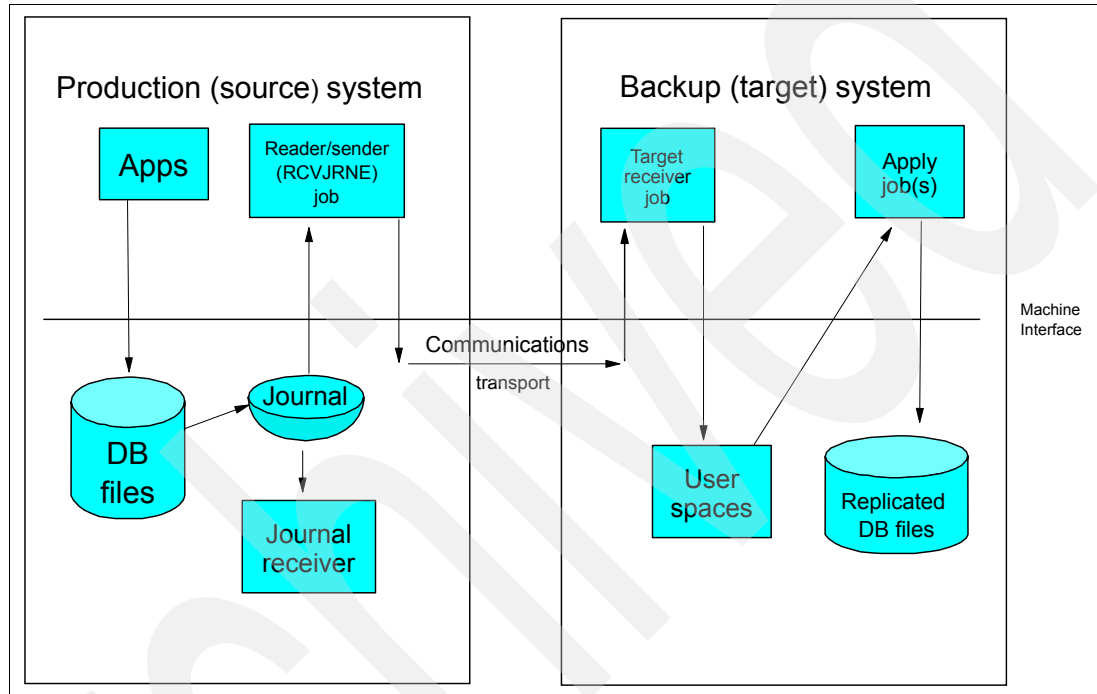 Production (source) system
Backup (target) system
Apps
Reader/sender
(RCVJRNE)
job
Target
receiver
job
Apply
job(s)
Machine
Interface
Communications
transport
Journal
DB
files
Journal
receiver
User
spaces
Replicated
DB files